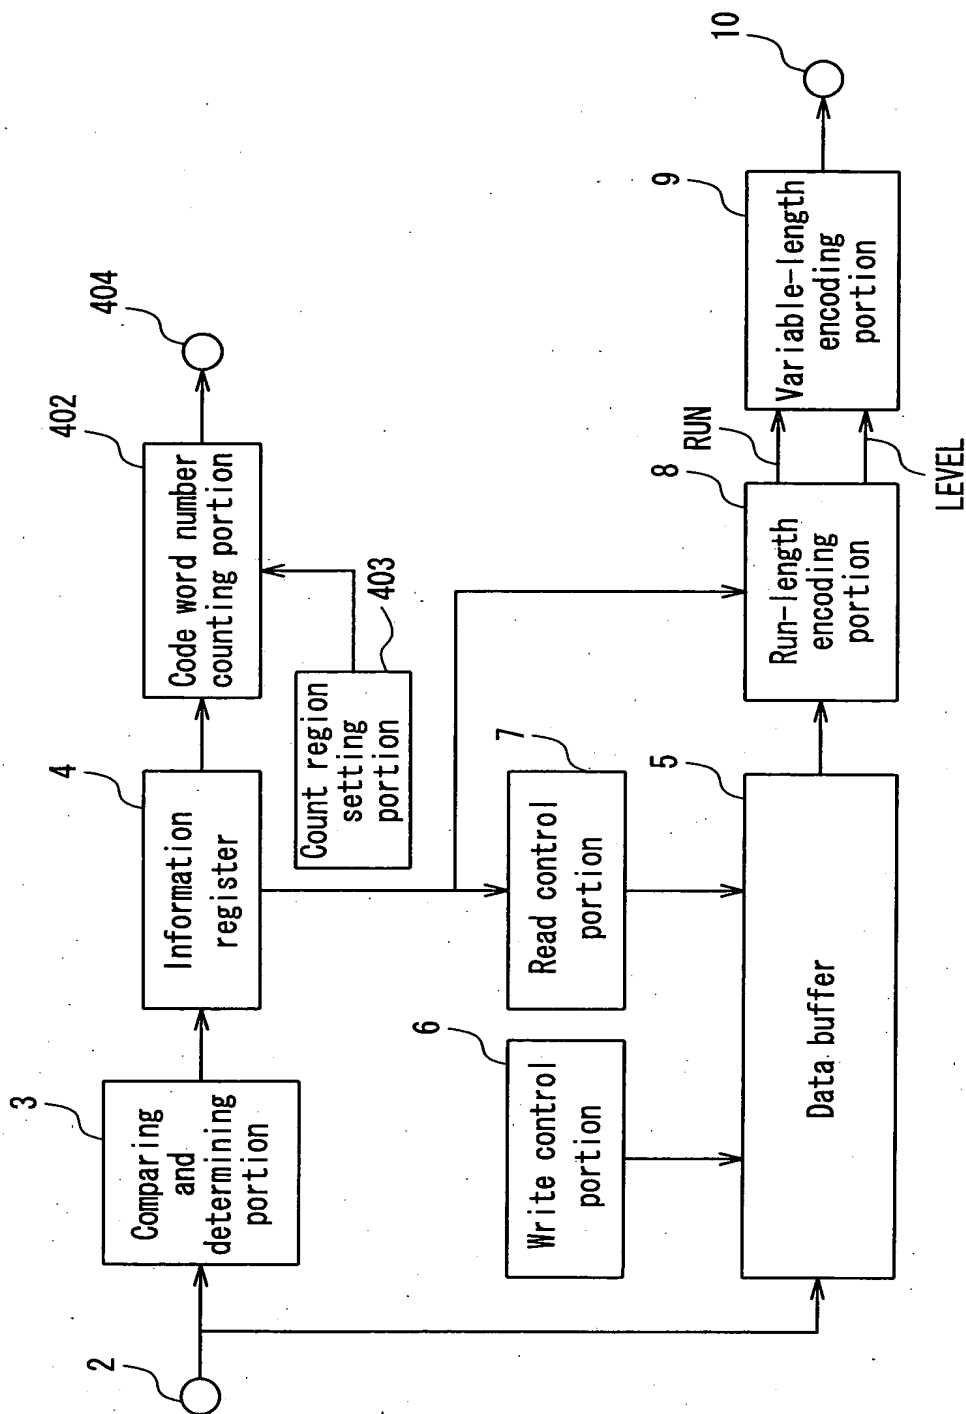 2
3
Comparing
and
determining
portion
4
Information
register
402
Code word number
counting portion
404
Count region
setting
portion
403
6
Write control
portion
7
Read control
portion
5
Data buffer
8
Run-length
encoding
portion
RUN
LEVEL
9
Variable-length
encoding
portion
10